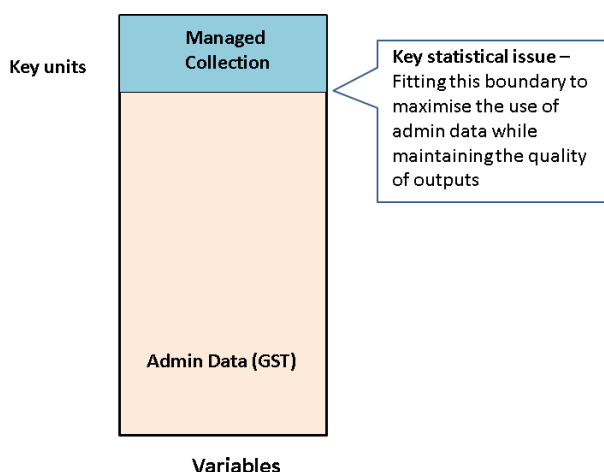 Managed
Collection
Key units
Key statistical issue –
Fitting this boundary to
maximise the use of
admin data while
maintaining the quality
of outputs
Admin Data (GST)
Variables